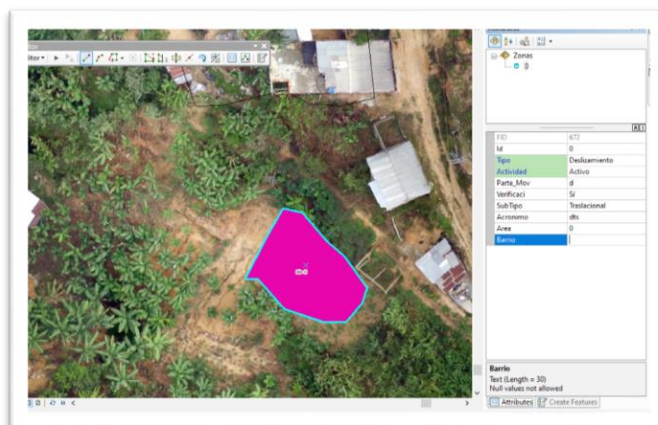 Zonas
0
FID 672
Id 0
Tipo Deslizamiento
Actividad Activo
Parte_Mov d
Verificaci Si
SubTipo Traslacional
Acronimo dts
Area 0
Barrio
Barrio
Text (Length = 30)
Null values not allowed
Attributes Create Features